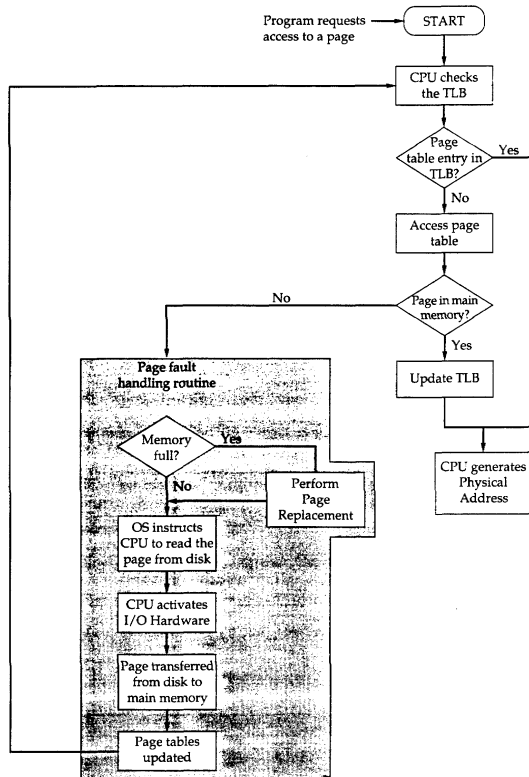 Program requests
access to a page
START
CPU checks
the TLB
Page
table entry in
TLB?
Yes
No
Access page
table
No
Page in main
memory?
Yes
Update TLB
CPU generates
Physical
Address
Page fault
handling routine
Memory
full?
Yes
No
Perform
Page
Replacement
OS instructs
CPU to read the
page from disk
CPU activates
I/O Hardware
Page transferred
from disk to
main memory
Page tables
updated